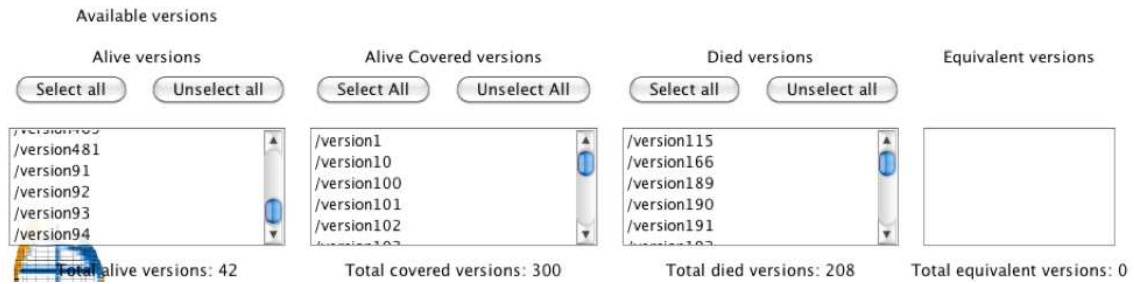 Available versions
Alive versions
Alive Covered versions
Died versions
Equivalent versions
Select all
Unselect all
Select All
Unselect All
Select all
Unselect all
/version481
/version91
/version92
/version93
/version94
/version1
/version10
/version100
/version101
/version102
/version115
/version166
/version189
/version190
/version191
Total alive versions: 42
Total covered versions: 300
Total died versions: 208
Total equivalent versions: 0